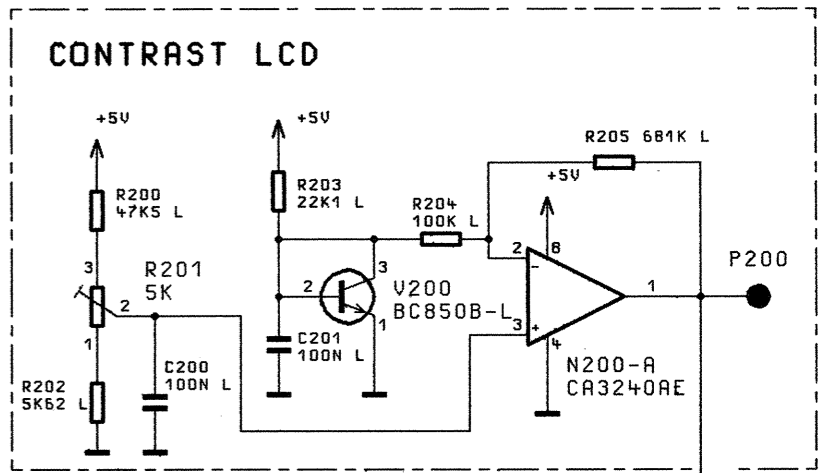 CONTRAST LCD
+5V
R200
47K5 L
3
R201
5K
2
1
R202
5K62 L
C200
100N L
+5V
R203
22K1 L
2
3
1
V200
BC850B-L
C201
100N L
R204
100K L
R205 681K L
+5V
2
8
-
3
+
4
1
N200-A
CA3240AE
P200